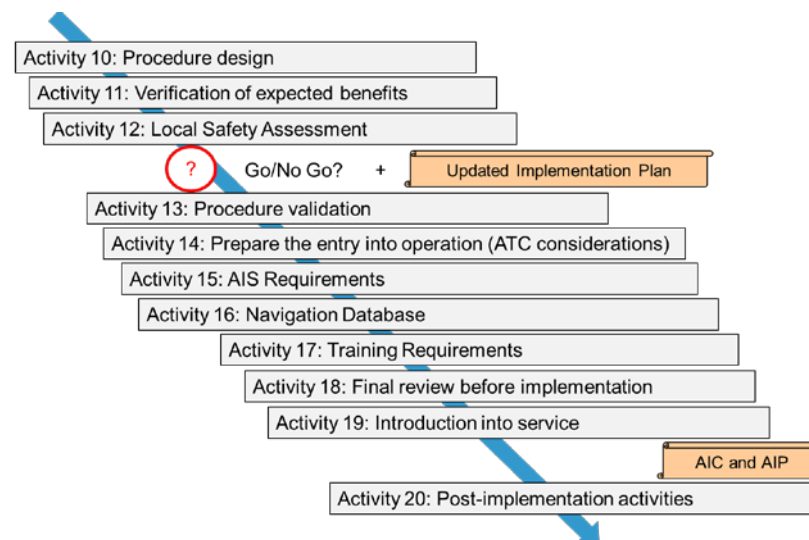 Activity 10: Procedure design
Activity 11: Verification of expected benefits
Activity 12: Local Safety Assessment
? Go/No Go? + Updated Implementation Plan
Activity 13: Procedure validation
Activity 14: Prepare the entry into operation (ATC considerations)
Activity 15: AIS Requirements
Activity 16: Navigation Database
Activity 17: Training Requirements
Activity 18: Final review before implementation
Activity 19: Introduction into service
AIC and AIP
Activity 20: Post-implementation activities